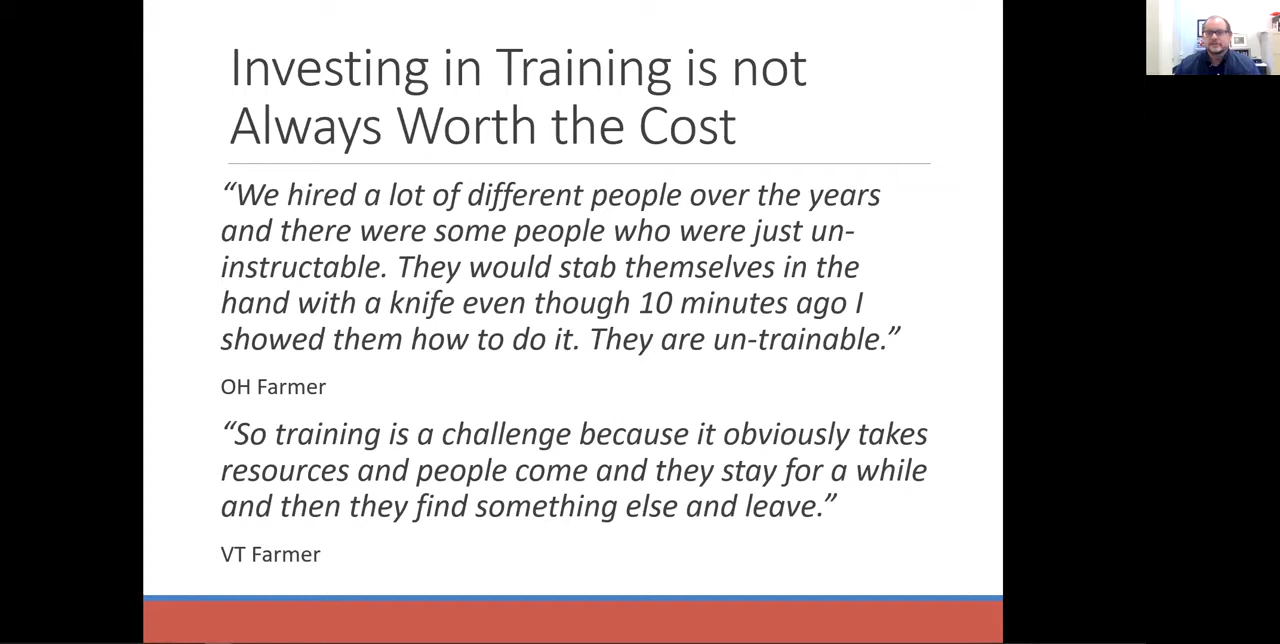 Investing in Training is not
Always Worth the Cost
“We hired a lot of different people over the years
and there were some people who were just un-
instructable. They would stab themselves in the
hand with a knife even though 10 minutes ago I
showed them how to do it. They are un-trainable.”
OH Farmer
“So training is a challenge because it obviously takes
resources and people come and they stay for a while
and then they find something else and leave.”
VT Farmer